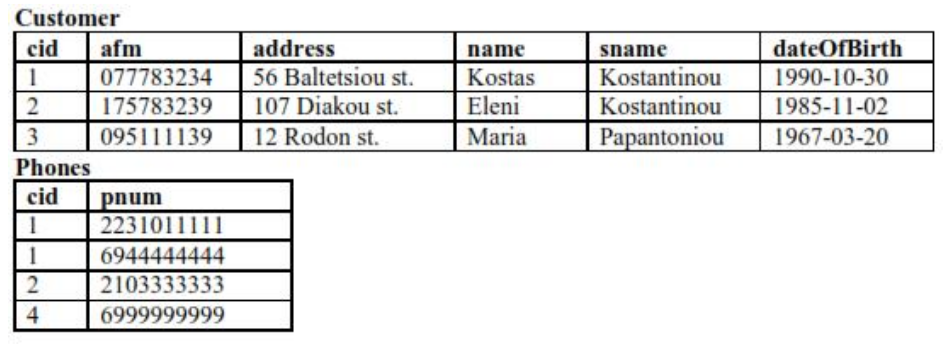 Customer
cid afm address name sname dateOfBirth
1 077783234 56 Baltetsiou st. Kostas Kostantinou 1990-10-30
2 175783239 107 Diakou st. Eleni Kostantinou 1985-11-02
3 095111139 12 Rodon st. Maria Papantoniou 1967-03-20
Phones
cid pnum
1 2231011111
1 6944444444
2 2103333333
4 6999999999